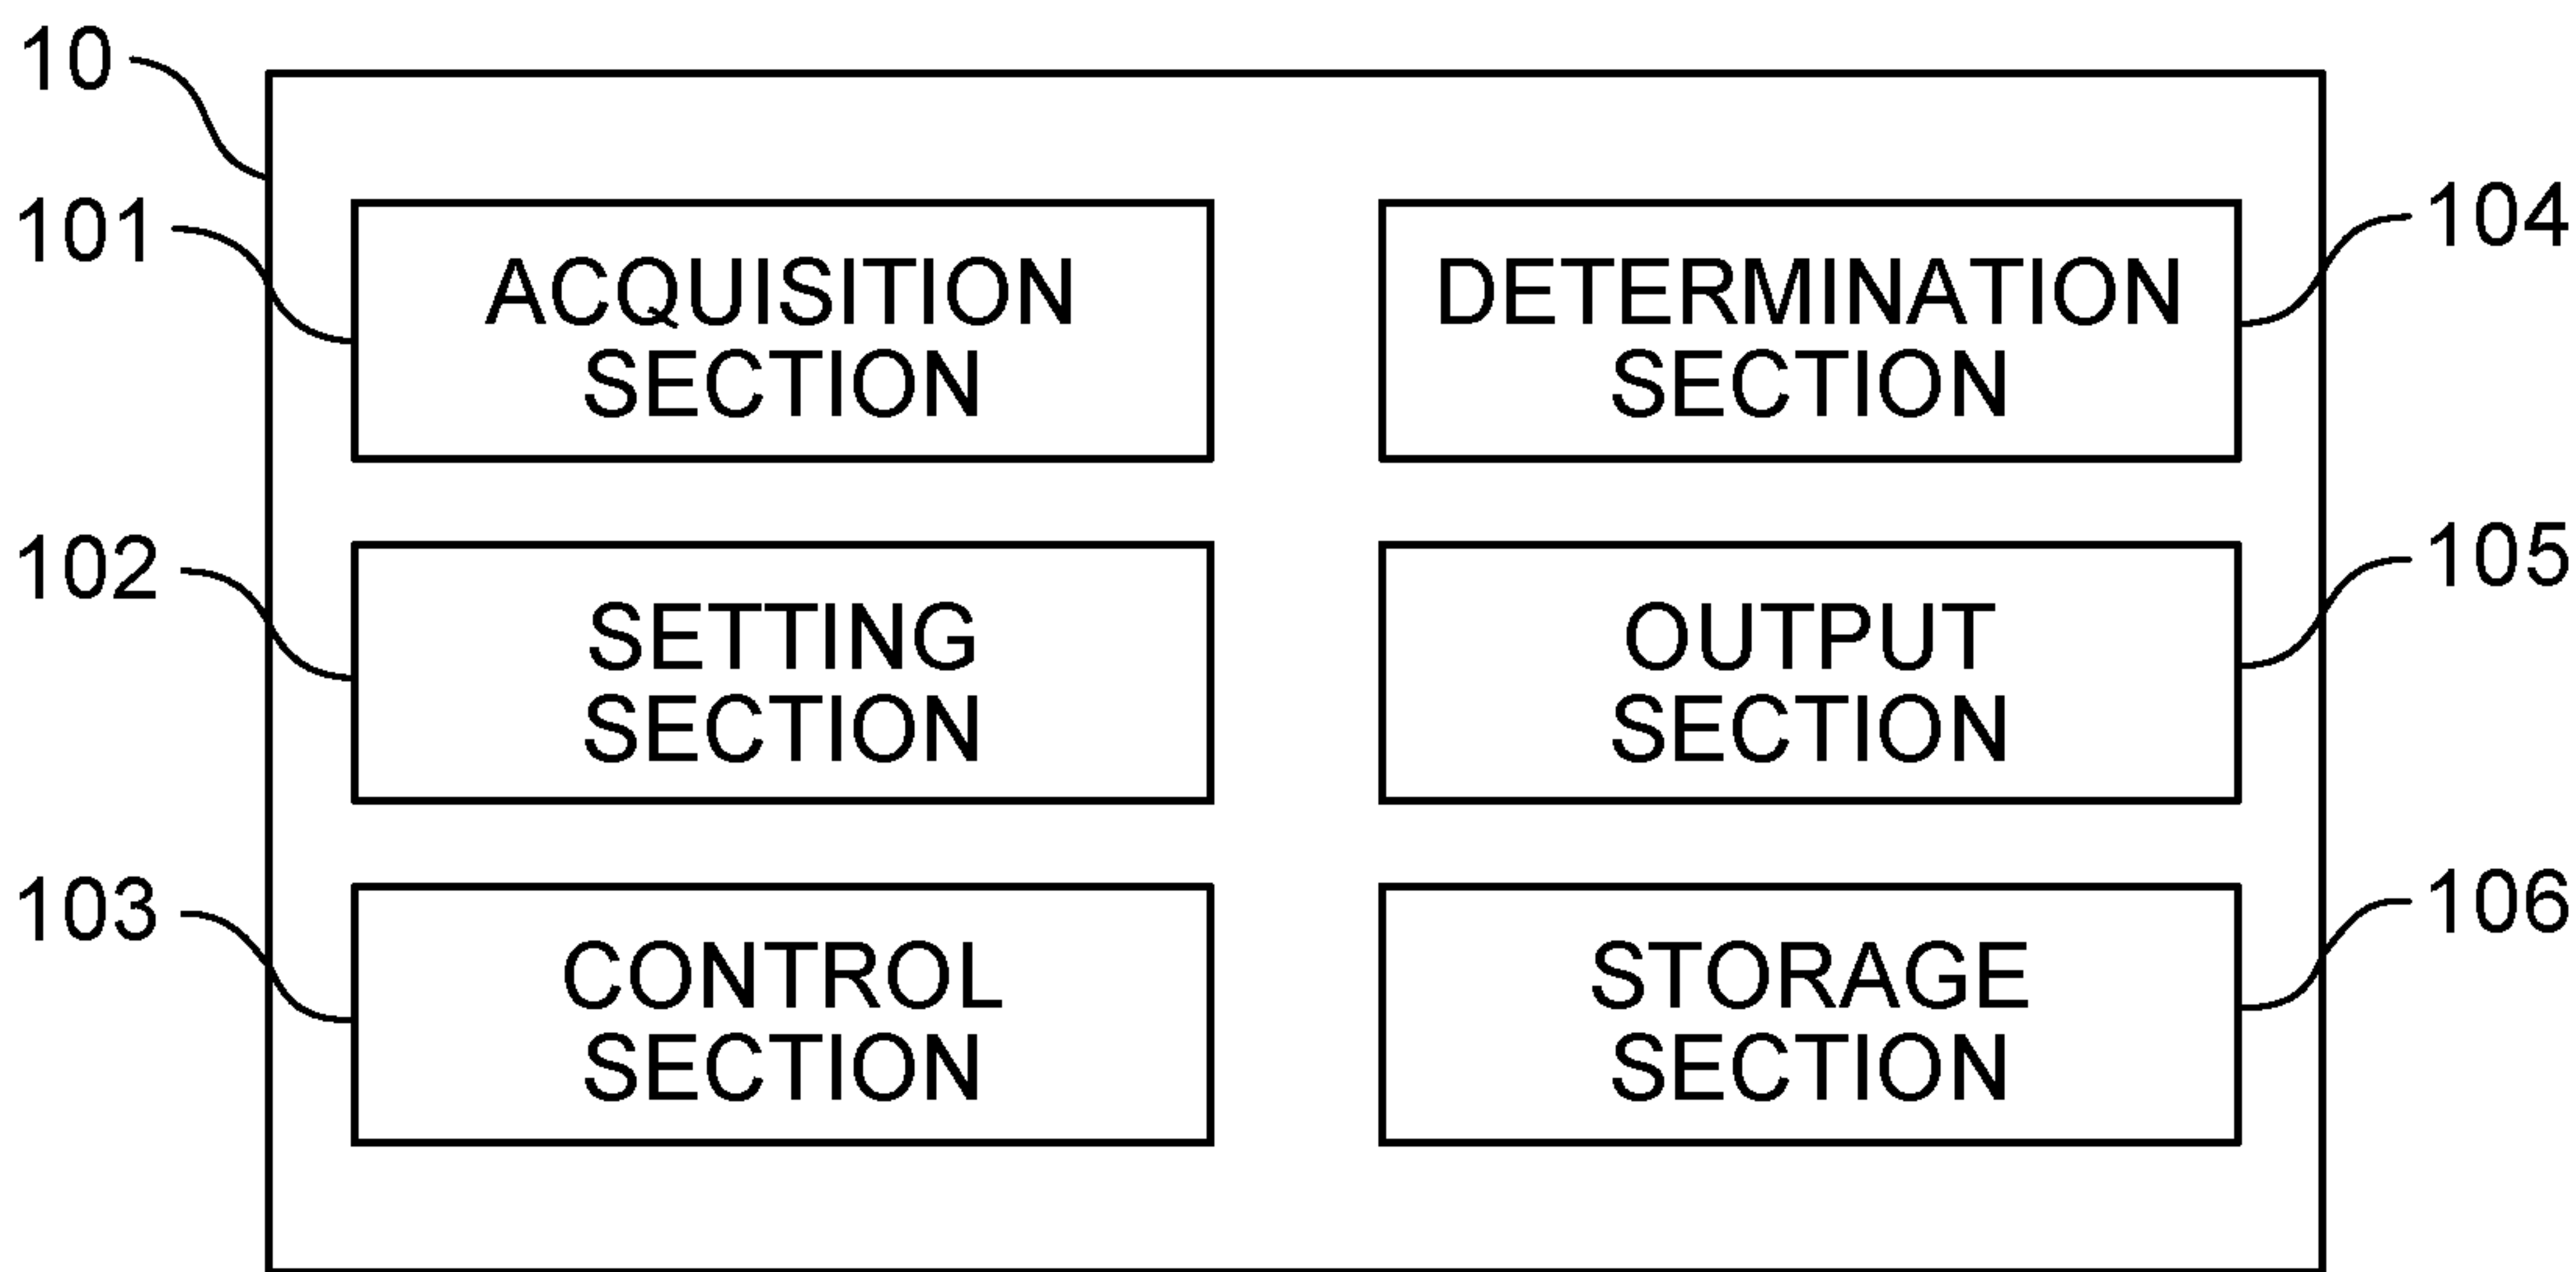 10
101
ACQUISITION
SECTION
102
SETTING
SECTION
103
CONTROL
SECTION
104
DETERMINATION
SECTION
105
OUTPUT
SECTION
106
STORAGE
SECTION